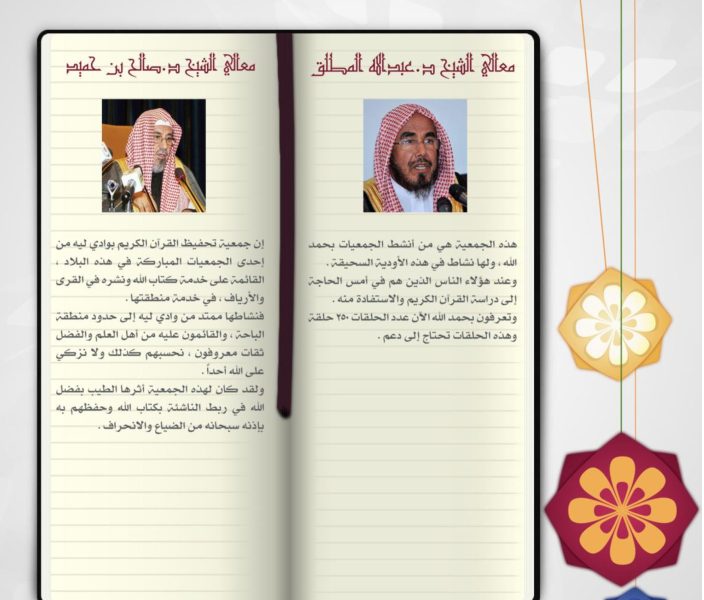 معالي الشيخ د.عبدالله المطلق
هذه الجمعية هي من أنشط الجمعيات بحمد
الله ، ولها نشاط في هذه الأودية السحيقة .
وعند هؤلاء الناس الذين هم في أمس الحاجة
إلى دراسة القرآن الكريم والاستفادة منه .
وتعرفون بحمد الله الآن عدد الحلقات ٢٥٠ حلقة
وهذه الحلقات تحتاج إلى دعم .
معالي الشيخ د.صالح بن حميد
إن جمعية تحفيظ القرآن الكريم بوادي ليه من
إحدى الجمعيات المباركة في هذه البلاد ،
القائمة على خدمة كتاب الله ونشره في القرى
والأرياف ، في خدمة منطقتها .
فنشاطها ممتد من وادي ليه إلى حدود منطقة
الباحة ، والقائمون عليه من أهل العلم والفضل
ثقات معروفون ، نحسبهم كذلك ولا نزكي
على الله أحداً .
ولقد كان لهذه الجمعية أثرها الطيب بفضل
الله في ربط الناشئة بكتاب الله وحفظهم به
بإذنه سبحانه من الضياع والانحراف .